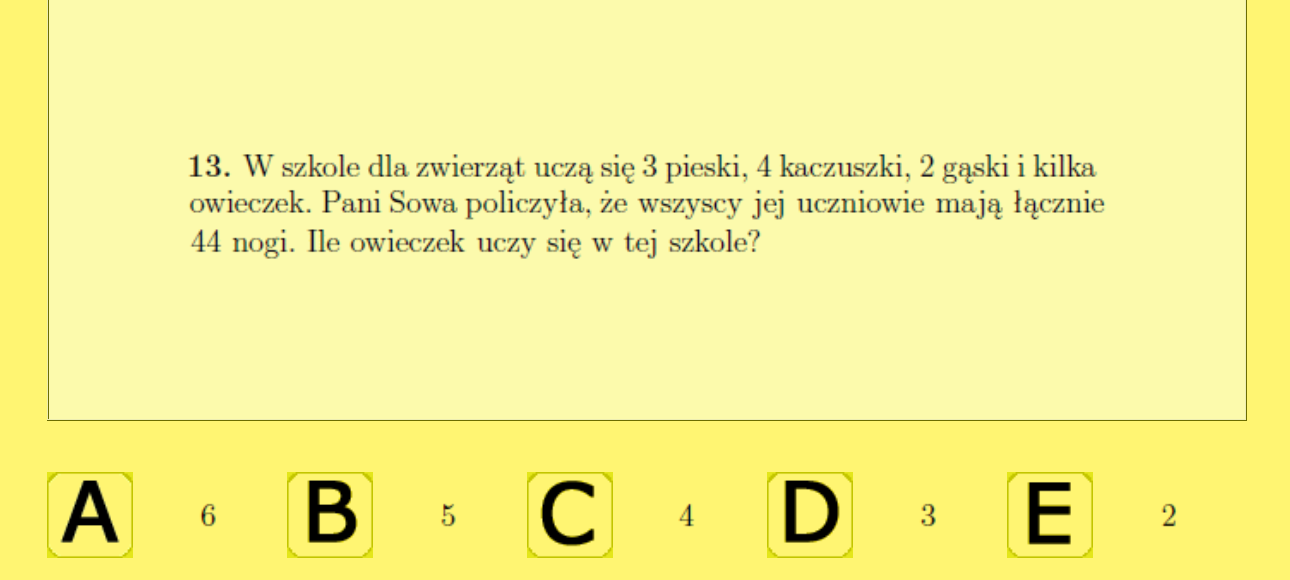 13. W szkole dla zwierząt uczą się 3 pieski, 4 kaczuszki, 2 gąski i kilka
owieczek. Pani Sowa policzyła, że wszyscy jej uczniowie mają łącznie
44 nogi. Ile owieczek uczy się w tej szkole?
A 6 B 5 C 4 D 3 E 2